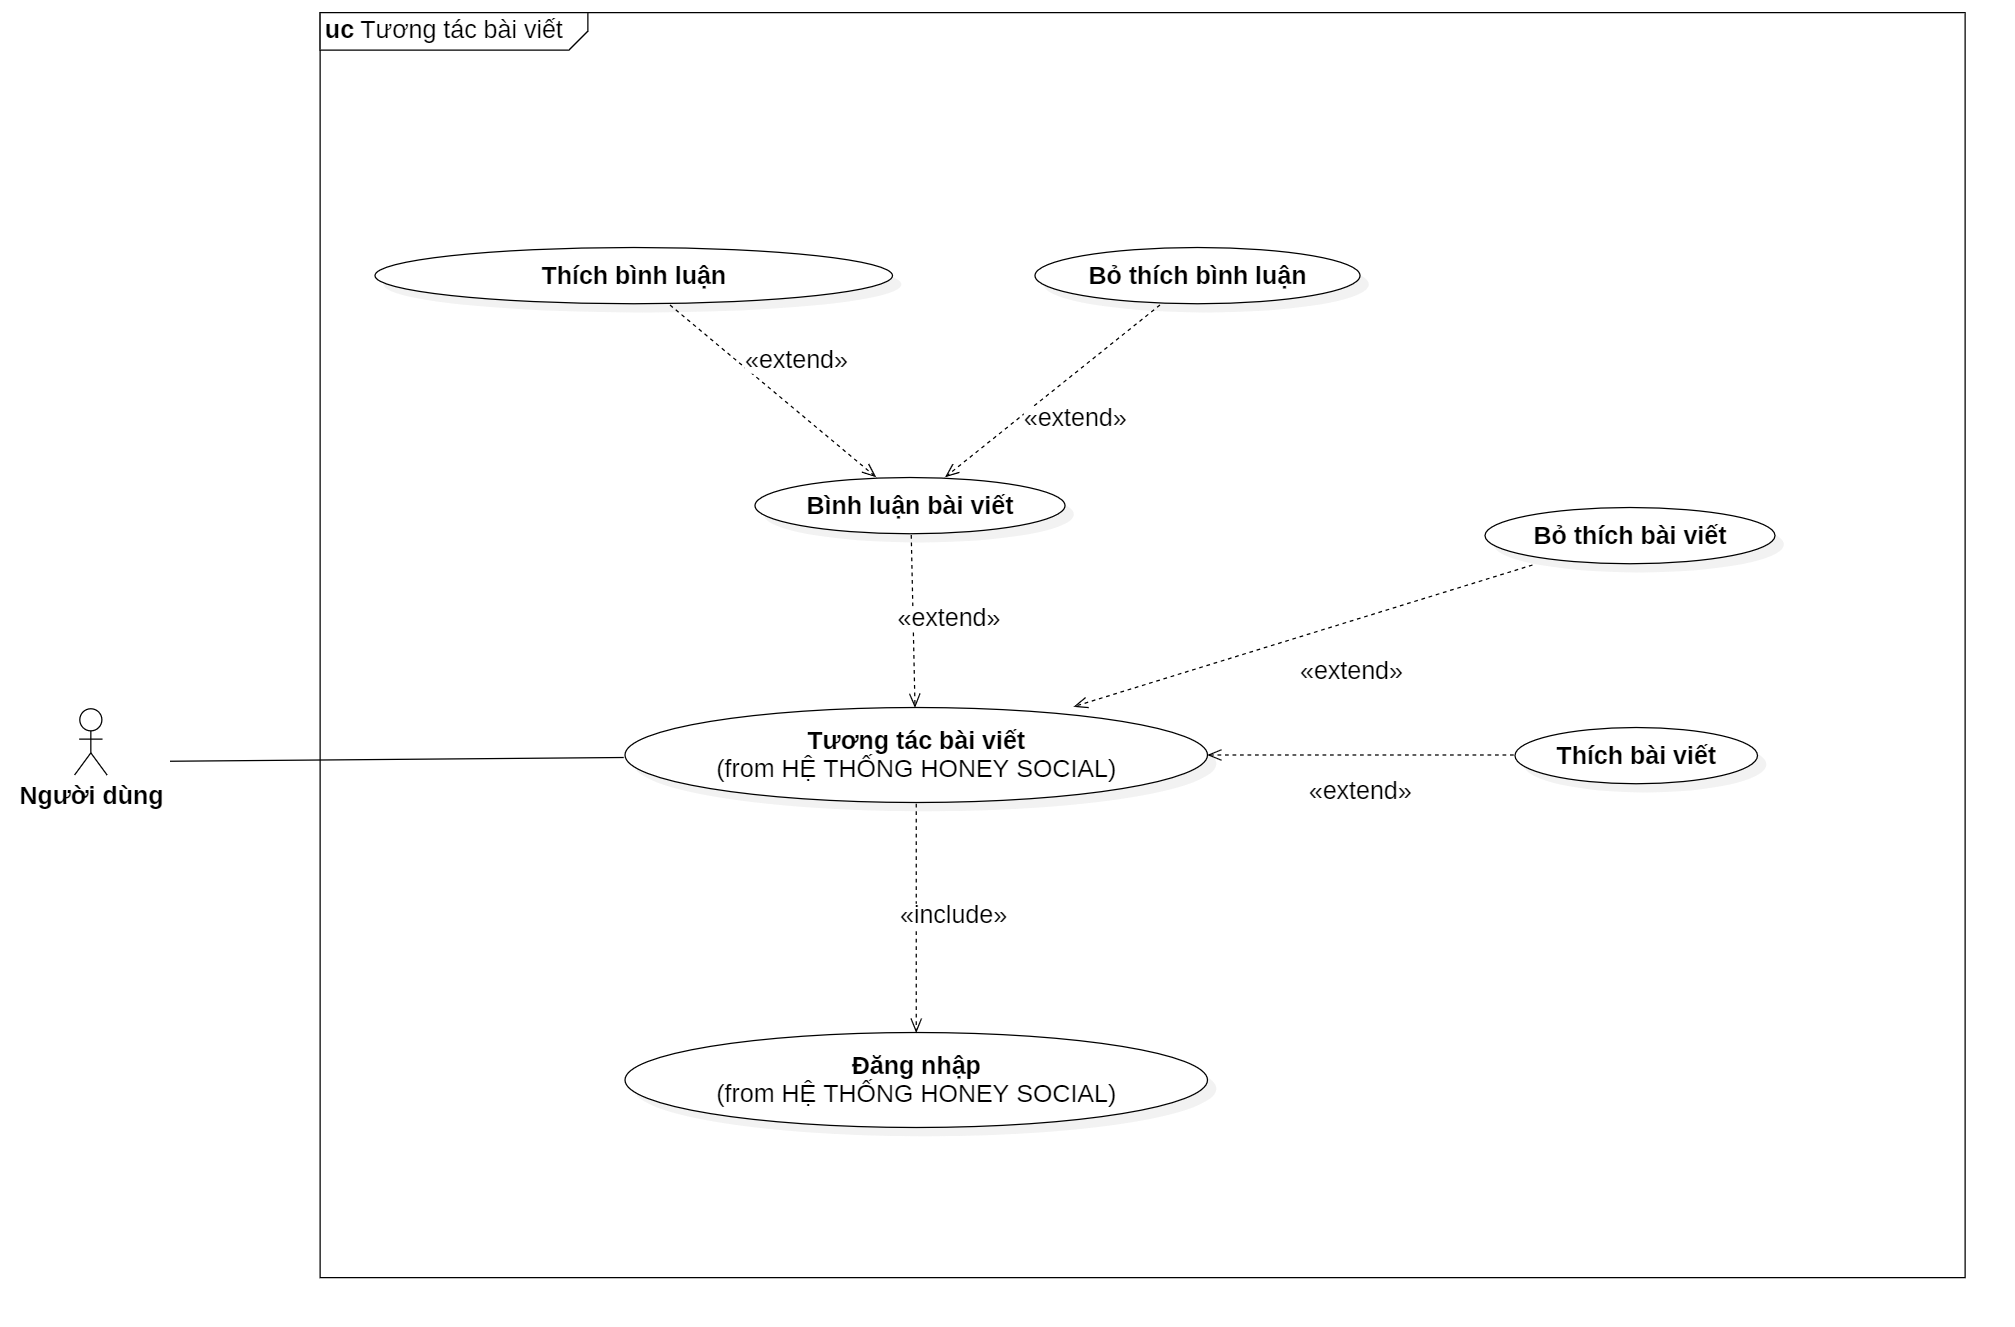 uc Tương tác bài viết
Thích bình luận
Bỏ thích bình luận
«extend»
«extend»
Bình luận bài viết
Bỏ thích bài viết
«extend»
«extend»
Tương tác bài viết
(from HỆ THỐNG HONEY SOCIAL)
Thích bài viết
«extend»
Người dùng
«include»
Đăng nhập
(from HỆ THỐNG HONEY SOCIAL)